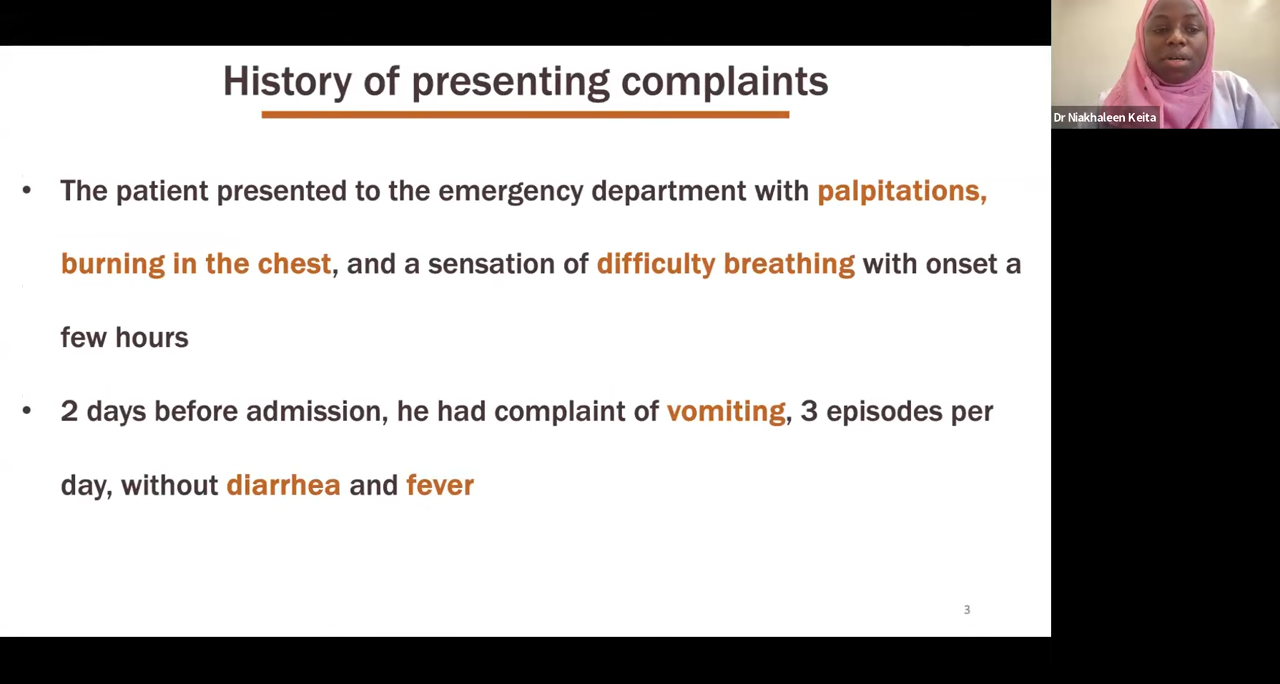 History of presenting complaints
Dr Niakhaleen Keita
• The patient presented to the emergency department with palpitations,
burning in the chest, and a sensation of difficulty breathing with onset a
few hours
• 2 days before admission, he had complaint of vomiting, 3 episodes per
day, without diarrhea and fever
3